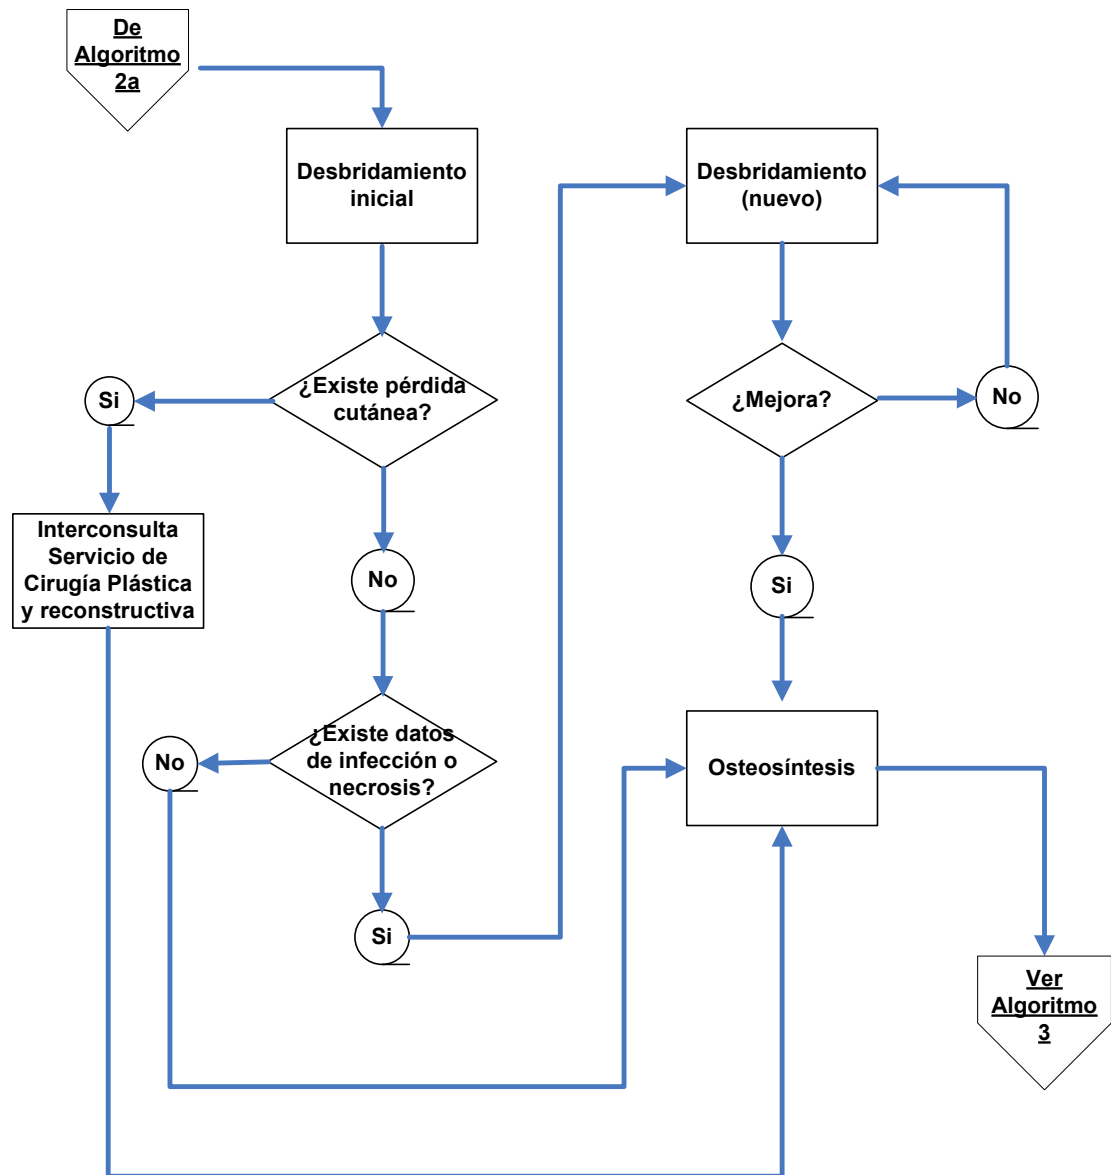 De
Algoritmo
2a
Desbridamiento
inicial
¿Existe pérdida
cutánea?
Si
Interconsulta
Servicio de
Cirugía Plástica
y reconstructiva
No
¿Existe datos
de infección o
necrosis?
No
Si
Desbridamiento
(nuevo)
¿Mejora?
No
Si
Osteosíntesis
Ver
Algoritmo
3